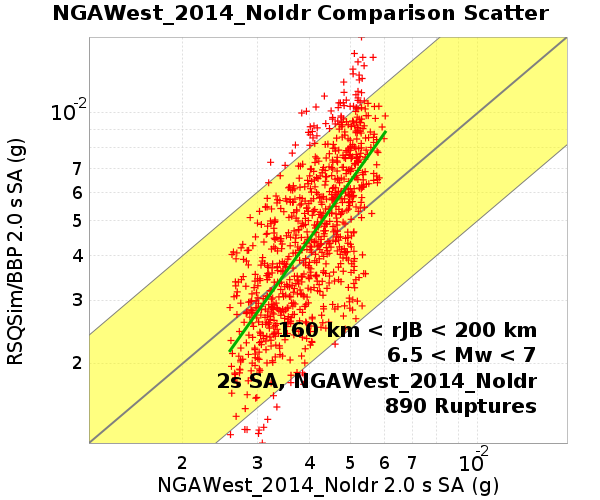 NGAWest_2014_NoIdr Comparison Scatter
RSQSim/BBP 2.0 s SA (g)
10-2
7
6
5
4
3
2
160 km < rJB < 200 km
6.5 < Mw < 7
2s SA, NGAWest_2014_NoIdr
890 Ruptures
2 3 4 5 6 7 10-2
NGAWest_2014_NoIdr 2.0 s SA (g)